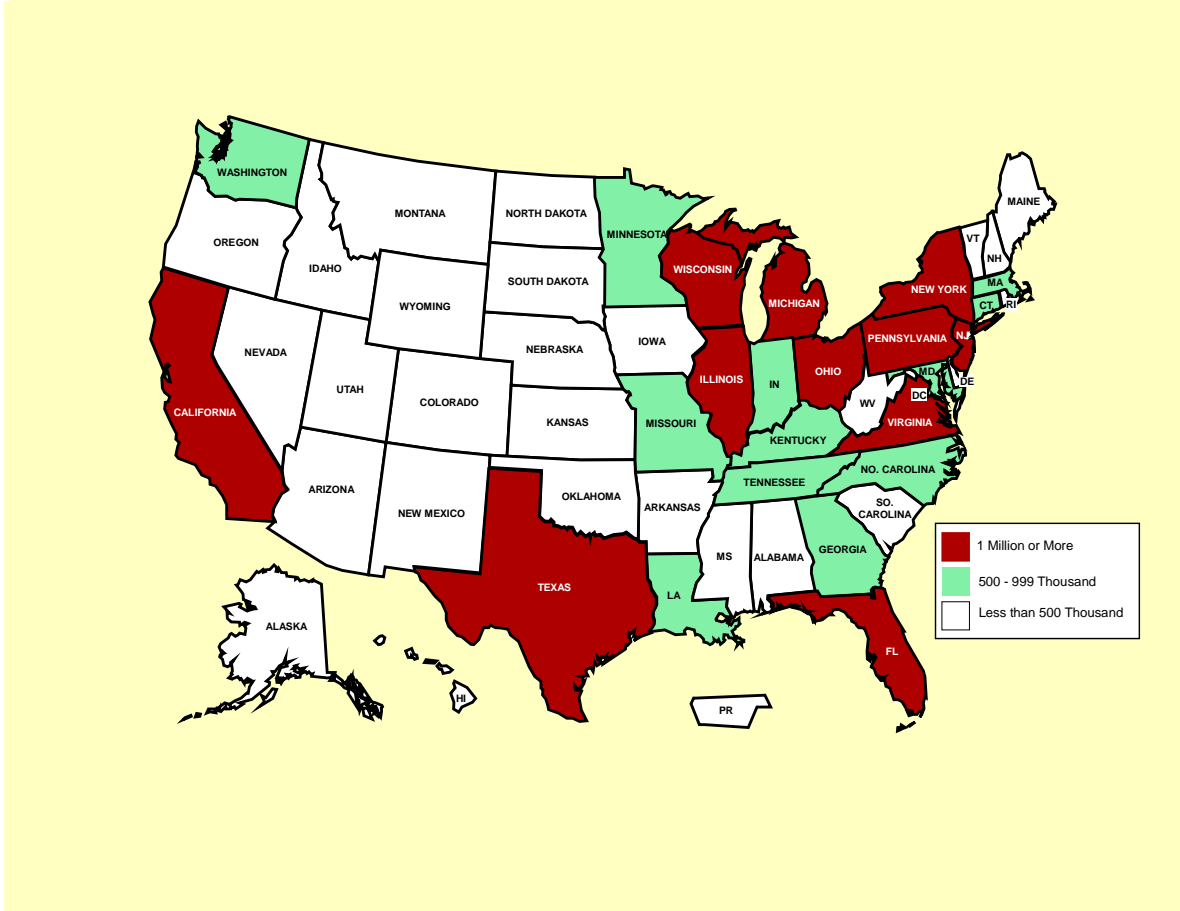 WASHINGTON
MONTANA
NORTH DAKOTA
MINNESOTA
MAINE
OREGON
IDAHO
WYOMING
SOUTH DAKOTA
WISCONSIN
MICHIGAN
VT
NH
NEW YORK
MA
CT
RI
NEVADA
UTAH
COLORADO
NEBRASKA
IOWA
ILLINOIS
IN
OHIO
PENNSYLVANIA
NJ
MD
DE
DC
WV
VIRGINIA
CALIFORNIA
KANSAS
MISSOURI
KENTUCKY
ARIZONA
NEW MEXICO
OKLAHOMA
ARKANSAS
TENNESSEE
NO. CAROLINA
SO.
CAROLINA
TEXAS
LA
MS
ALABAMA
GEORGIA
FL
ALASKA
HI
PR
1 Million or More
500 - 999 Thousand
Less than 500 Thousand